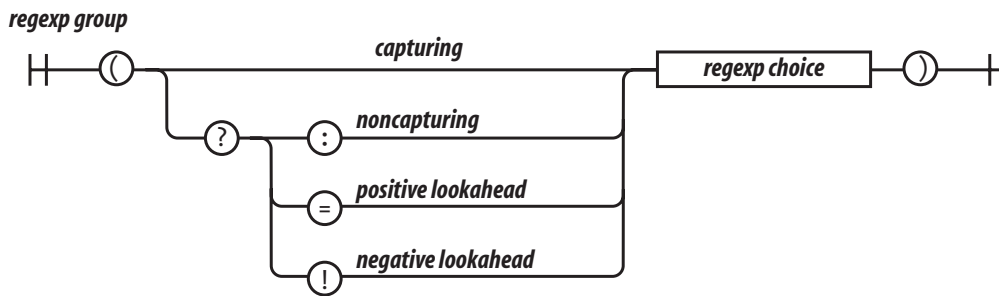 regexp group
( capturing regexp choice )
? : noncapturing
= positive lookahead
! negative lookahead